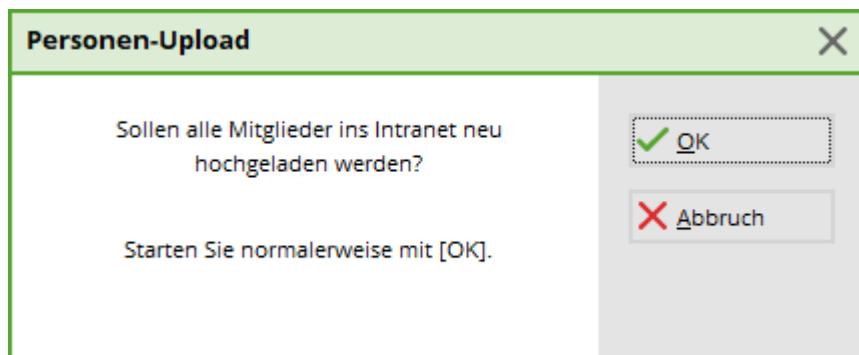 Personen-Upload
Sollen alle Mitglieder ins Intranet neu
hochgeladen werden?
Starten Sie normalerweise mit [OK].
OK
Abbruch